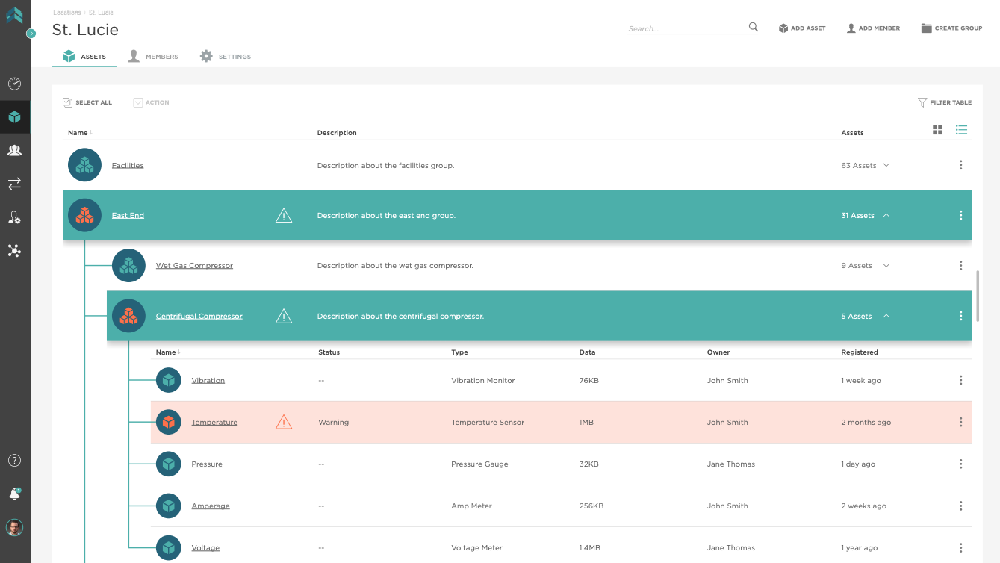 Locations › St. Lucie
St. Lucie
Search...
ADD ASSET
ADD MEMBER
CREATE GROUP
ASSETS
MEMBERS
SETTINGS
SELECT ALL
ACTION
FILTER TABLE
Name ↓ Description Assets
Facilities Description about the facilities group. 63 Assets
East End Description about the east end group. 31 Assets
Wet Gas Compressor Description about the wet gas compressor. 9 Assets
Centrifugal Compressor Description about the centrifugal compressor. 5 Assets
Name ↓ Status Type Data Owner Registered
Vibration -- Vibration Monitor 76KB John Smith 1 week ago
Temperature Warning Temperature Sensor 1MB John Smith 2 months ago
Pressure -- Pressure Gauge 32KB Jane Thomas 1 day ago
Amperage -- Amp Meter 256KB John Smith 2 weeks ago
Voltage -- Voltage Meter 1.4MB Jane Thomas 1 year ago